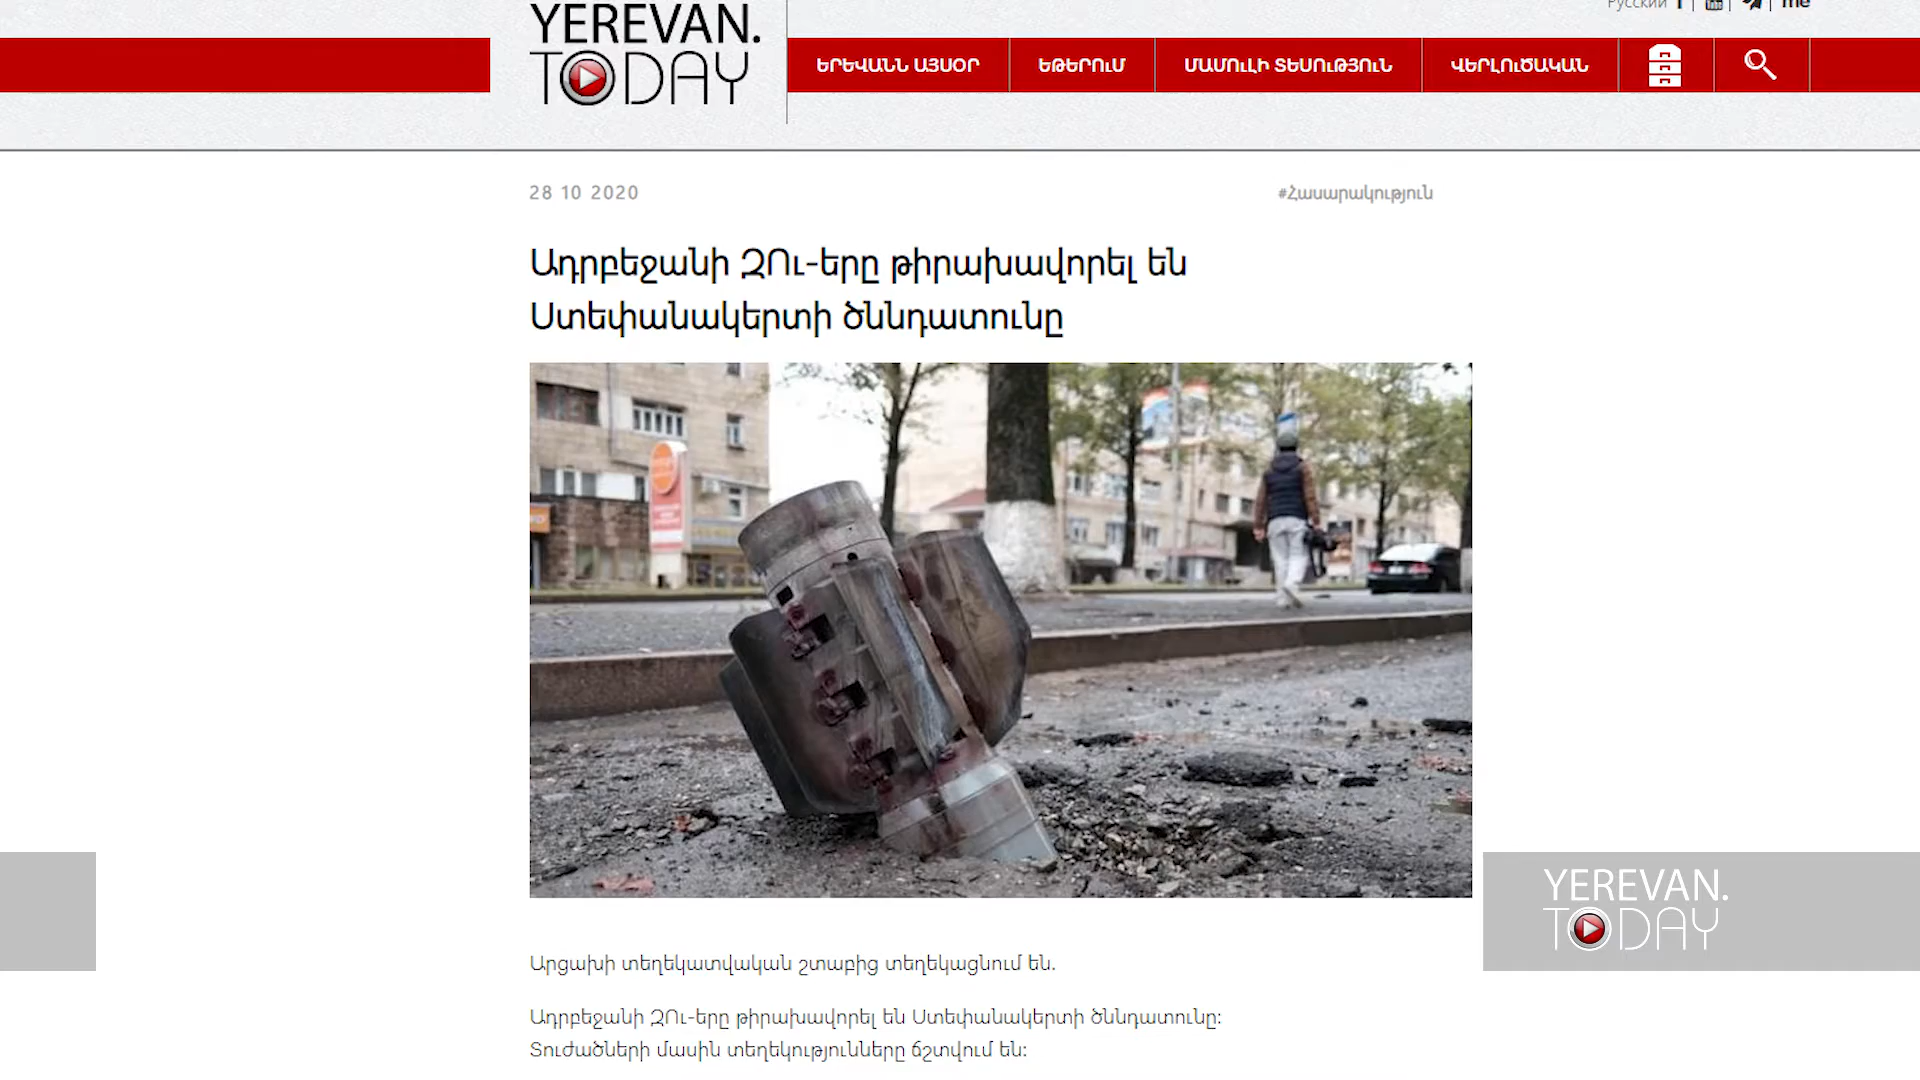 Русский
YEREVAN.
TODAY
ԵՐԵՎԱՆՆ ԱՅՍՕՐ
ԵԹԵՐՈՒՄ
ՄԱՄՈՒԼԻ ՏԵՍՈՒԹՅՈՒՆ
ՎԵՐԼՈՒԾԱԿԱՆ
28 10 2020
#Հասարակություն
Ադրբեջանի ԶՈւ-երը թիրախավորել են
Ստեփանակերտի ծննդատունը
YEREVAN.
TODAY
Արցախի տեղեկատվական շտաբից տեղեկացնում են.
Ադրբեջանի ԶՈւ-երը թիրախավորել են Ստեփանակերտի ծննդատունը:
Տուժածների մասին տեղեկությունները ճշտվում են: